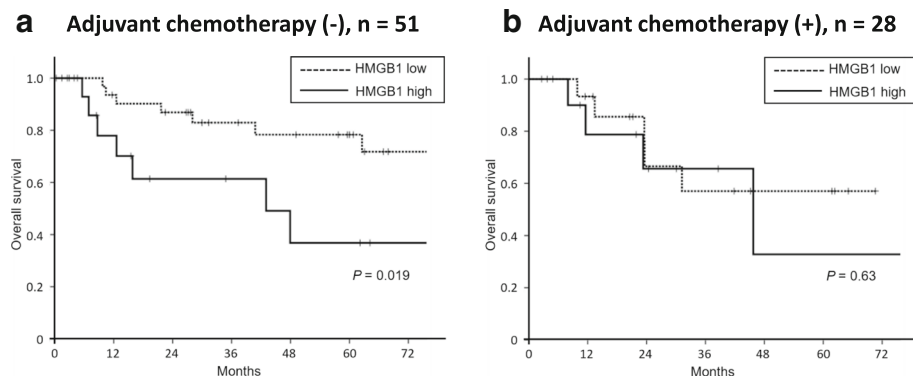 a Adjuvant chemotherapy (-), n = 51
HMGB1 low
HMGB1 high
1.0
0.8
0.6
0.4
0.2
0
Overall survival
P = 0.019
0 12 24 36 48 60 72
Months
b Adjuvant chemotherapy (+), n = 28
HMGB1 low
HMGB1 high
1.0
0.8
0.6
0.4
0.2
0
Overall survival
P = 0.63
0 12 24 36 48 60 72
Months